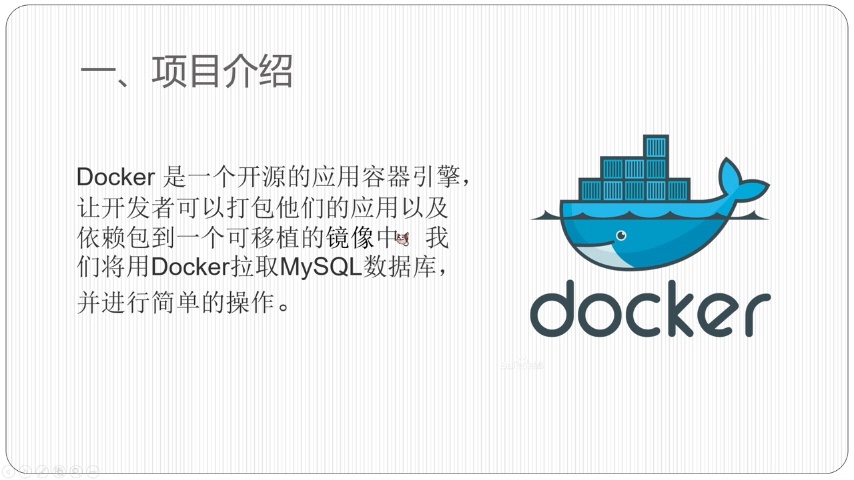 一、项目介绍
Docker 是一个开源的应用容器引擎，
让开发者可以打包他们的应用以及
依赖包到一个可移植的镜像中 我
们将用Docker拉取MySQL数据库，
并进行简单的操作。
docker